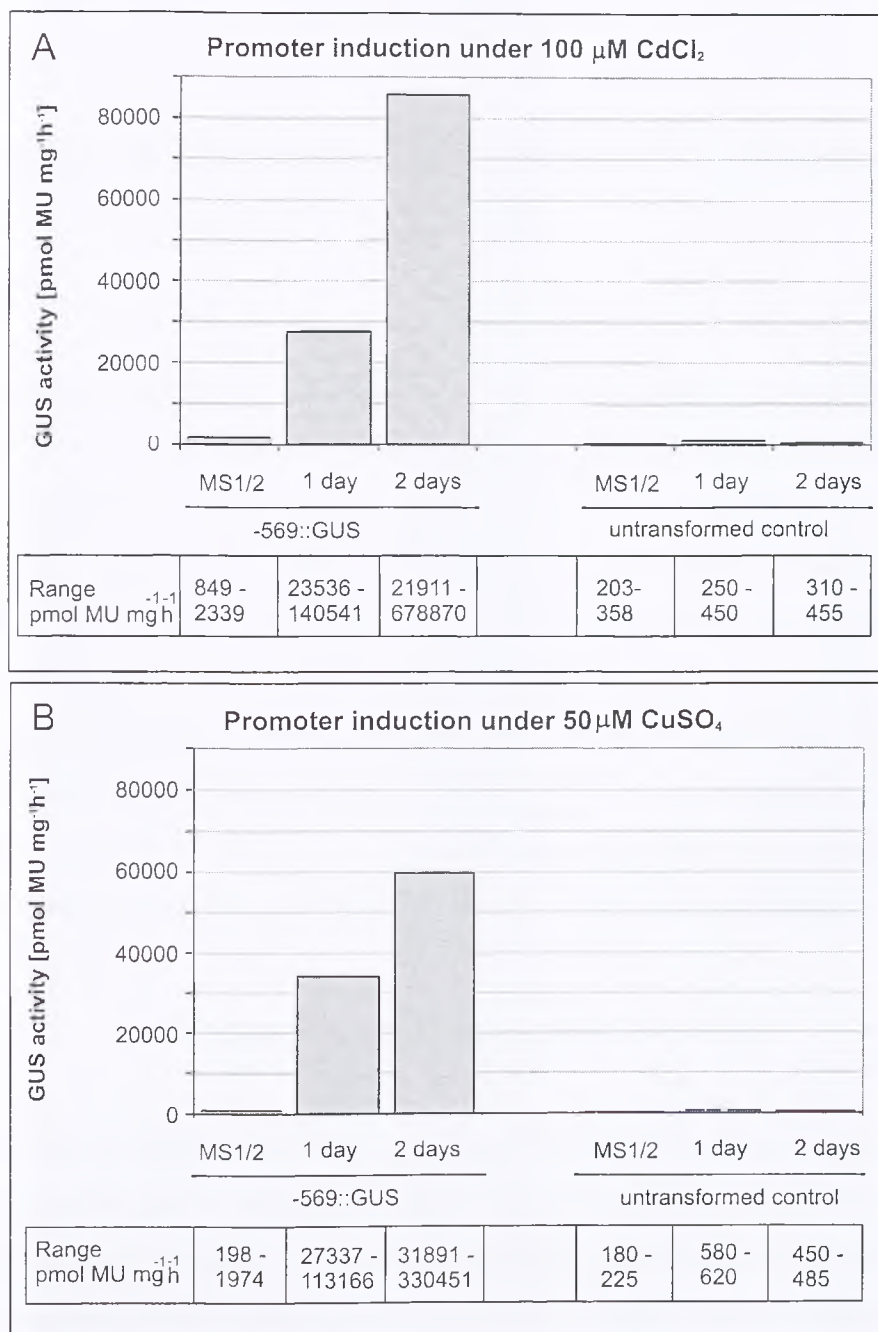 A
Promoter induction under 100 µM CdCl₂
GUS activity [pmol MU mg⁻¹h⁻¹]
80000
60000
40000
20000
0
MS1/2 1 day 2 days MS1/2 1 day 2 days
-569::GUS untransformed control
Range 849 - 23536 - 21911 - 203- 250 - 310 -
pmol MU mg⁻¹h⁻¹ 2339 140541 678870 358 450 455
B
Promoter induction under 50µM CuSO₄
GUS activity [pmol MU mg⁻¹h⁻¹]
80000
60000
40000
20000
0
MS1/2 1 day 2 days MS1/2 1 day 2 days
-569::GUS untransformed control
Range 198 - 27337 - 31891 - 180 - 580 - 450 -
pmol MU mg⁻¹h⁻¹ 1974 113166 330451 225 620 485